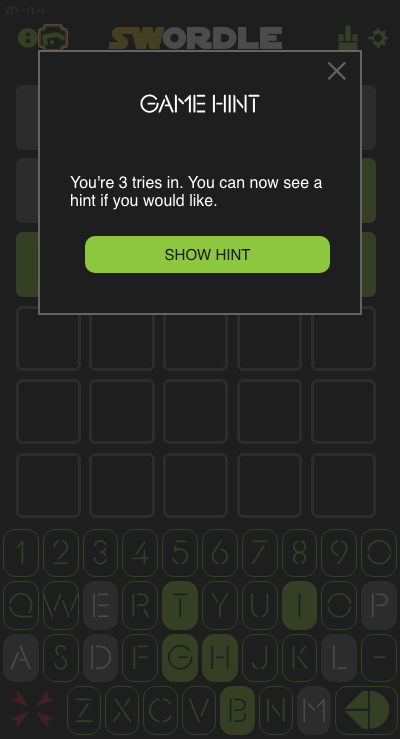 SWORDLE
GAME HINT
You're 3 tries in. You can now see a
hint if you would like.
SHOW HINT
1 2 3 4 5 6 7 8 9 0
Q W E R T Y U I O P
A S D F G H J K L -
Z X C V B N M